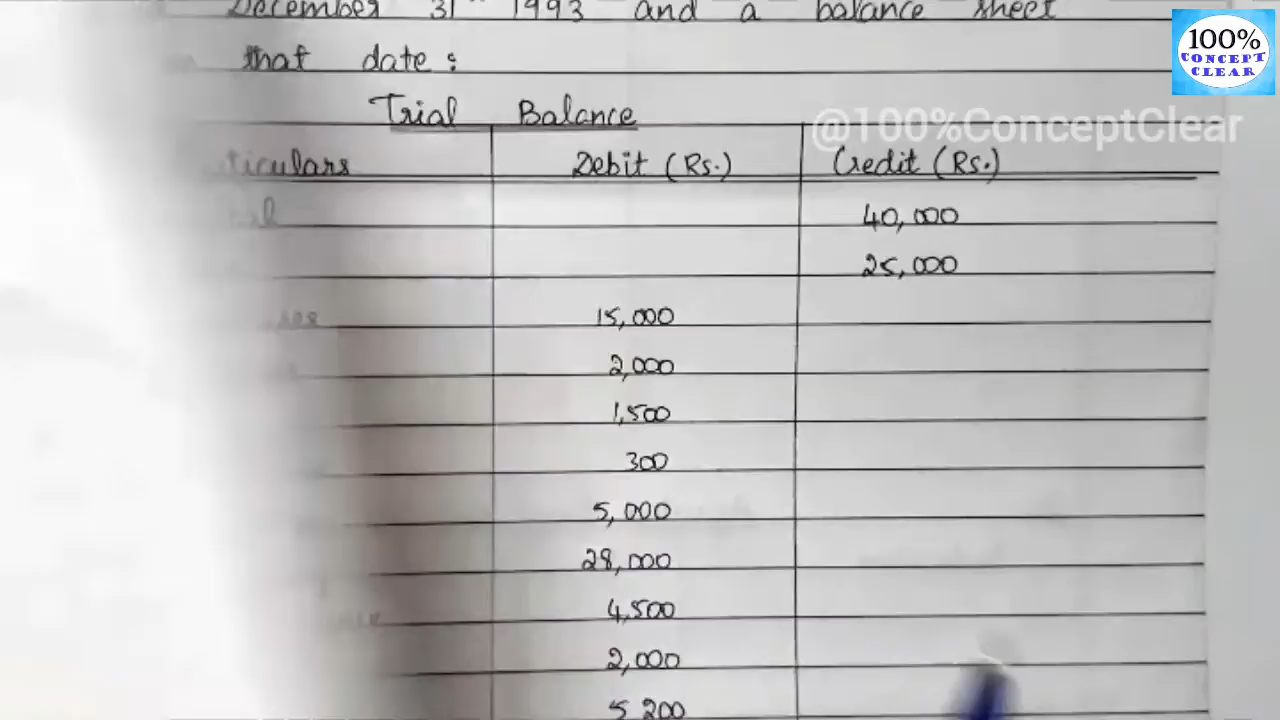 December 31st 1993 and a balance sheet
that date :
Trial Balance
ticulars Debit (Rs.) Credit (Rs.)
40,000
25,000
15,000
2,000
1,500
300
5,000
28,000
4,500
2,000
5,200
100%
CONCEPT
CLEAR
@100%ConceptClear